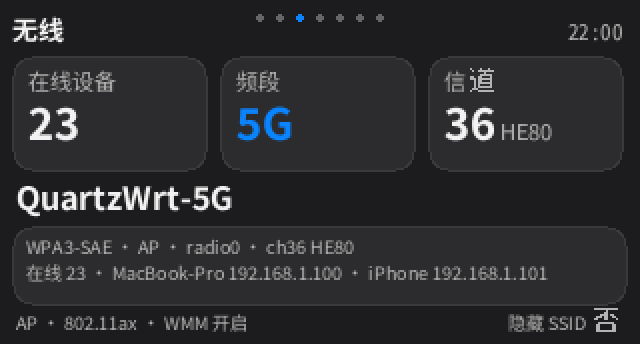 无线
22:00
在线设备
23
频段
5G
信道
36 HE80
QuartzWrt-5G
WPA3-SAE • AP • radio0 • ch36 HE80
在线 23 • MacBook-Pro 192.168.1.100 • iPhone 192.168.1.101
AP • 802.11ax • WMM 开启
隐藏 SSID 否